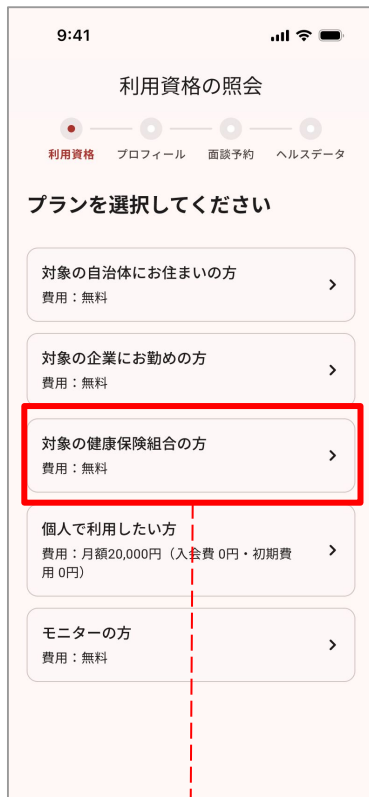 9:41
利用資格の照会
利用資格 プロフィール 面談予約 ヘルスデータ
プランを選択してください
対象の自治体にお住まいの方
費用：無料
対象の企業にお勤めの方
費用：無料
対象の健康保険組合の方
費用：無料
個人で利用したい方
費用：月額20,000円（入会費 0円・初期費
用 0円）
モニターの方
費用：無料